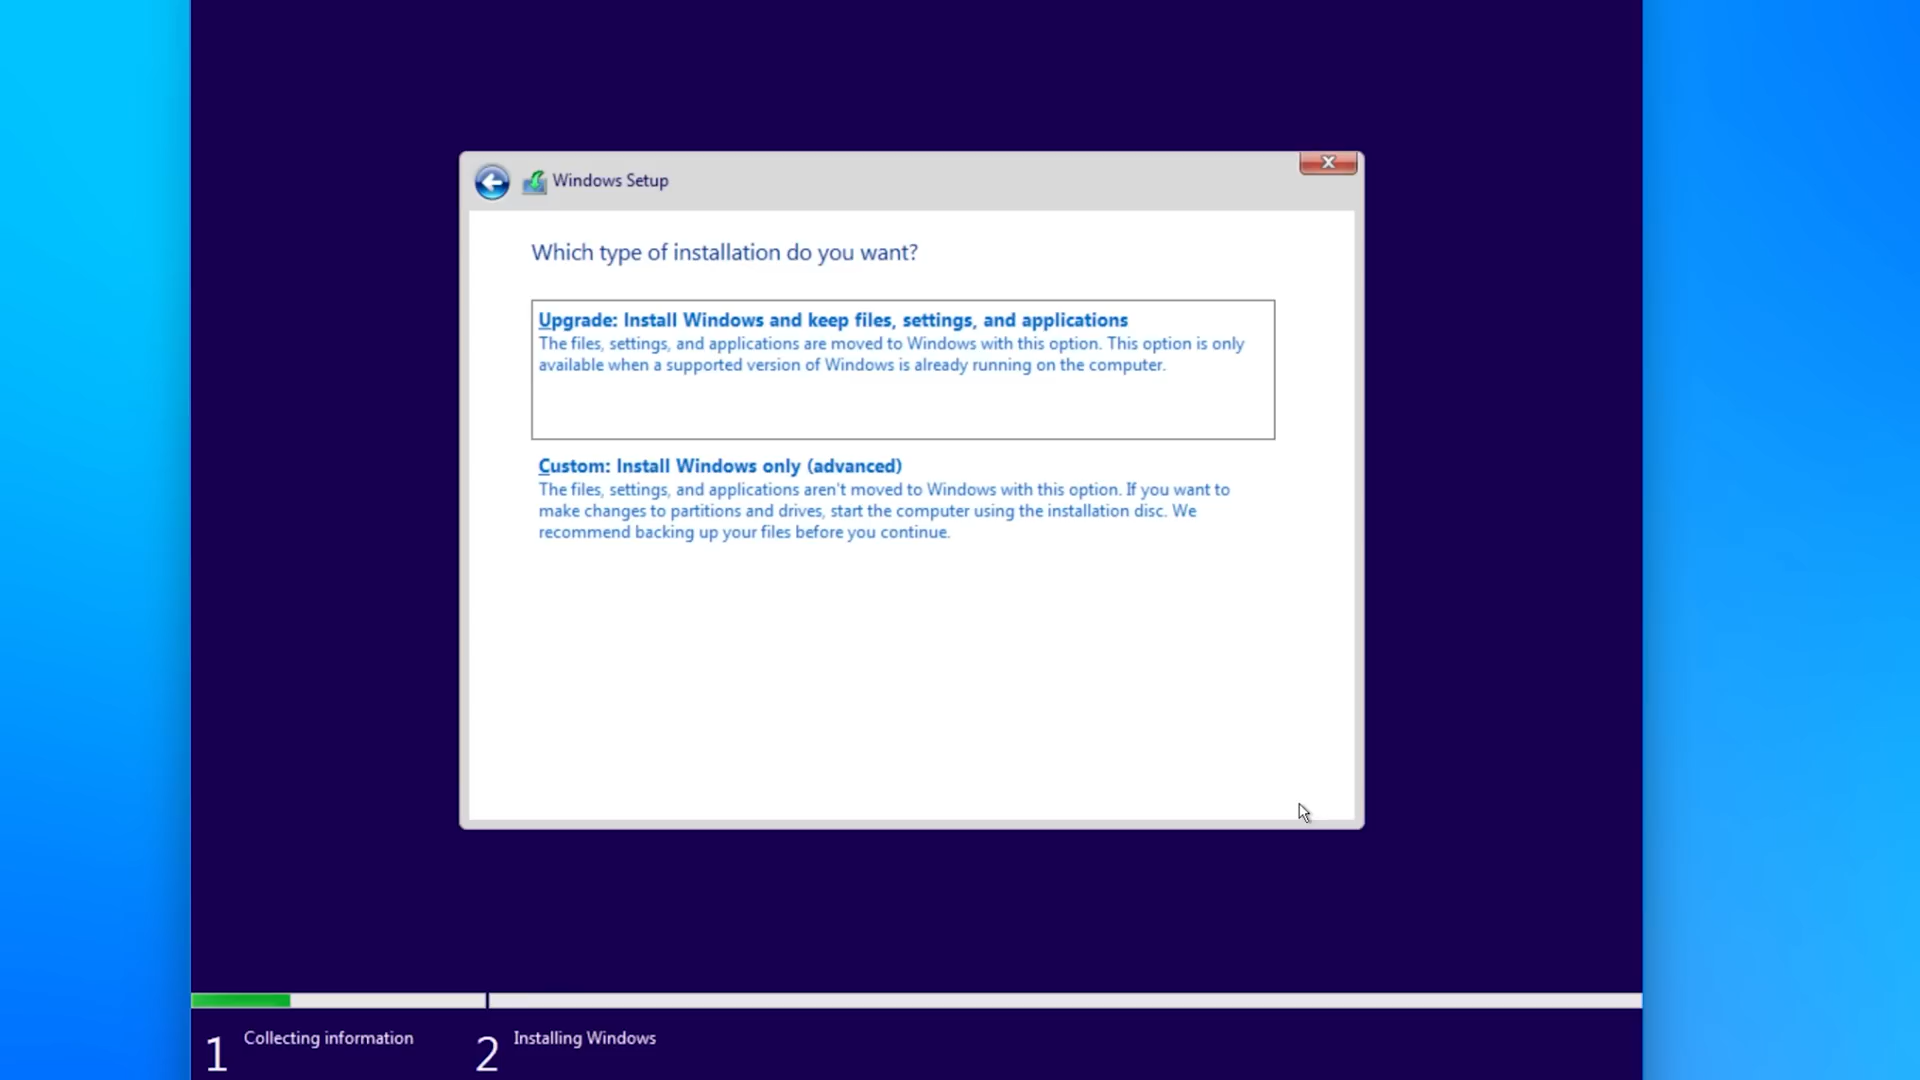 Windows Setup
Which type of installation do you want?
Upgrade: Install Windows and keep files, settings, and applications
The files, settings, and applications are moved to Windows with this option. This option is only
available when a supported version of Windows is already running on the computer.
Custom: Install Windows only (advanced)
The files, settings, and applications aren't moved to Windows with this option. If you want to
make changes to partitions and drives, start the computer using the installation disc. We
recommend backing up your files before you continue.
1 Collecting information
2 Installing Windows